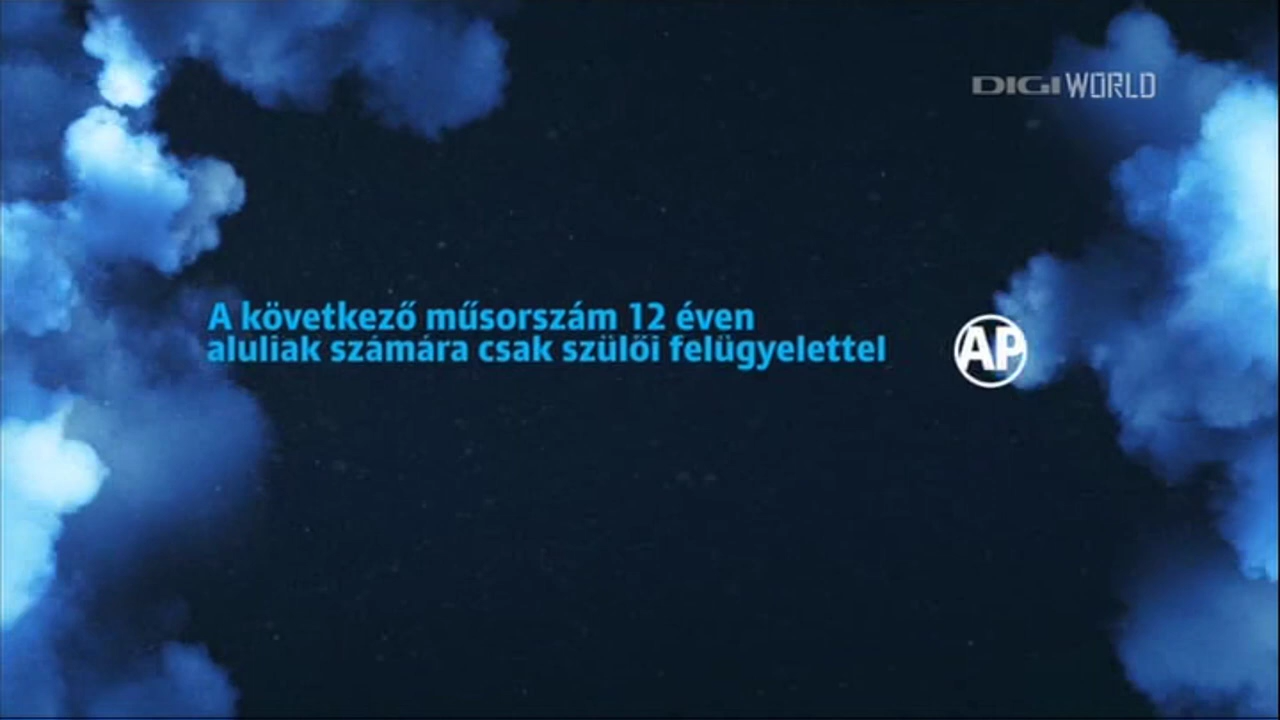 DIGI WORLD
A következő műsorszám 12 éven
aluliak számára csak szülői felügyelettel
AP